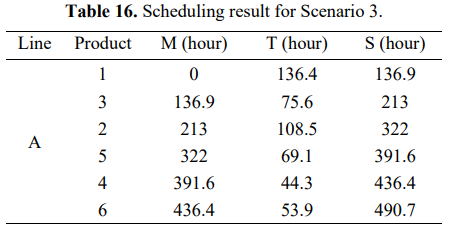 Table 16. Scheduling result for Scenario 3.
Line Product M (hour) T (hour) S (hour)
1 0 136.4 136.9
3 136.9 75.6 213
2 213 108.5 322
A
5 322 69.1 391.6
4 391.6 44.3 436.4
6 436.4 53.9 490.7